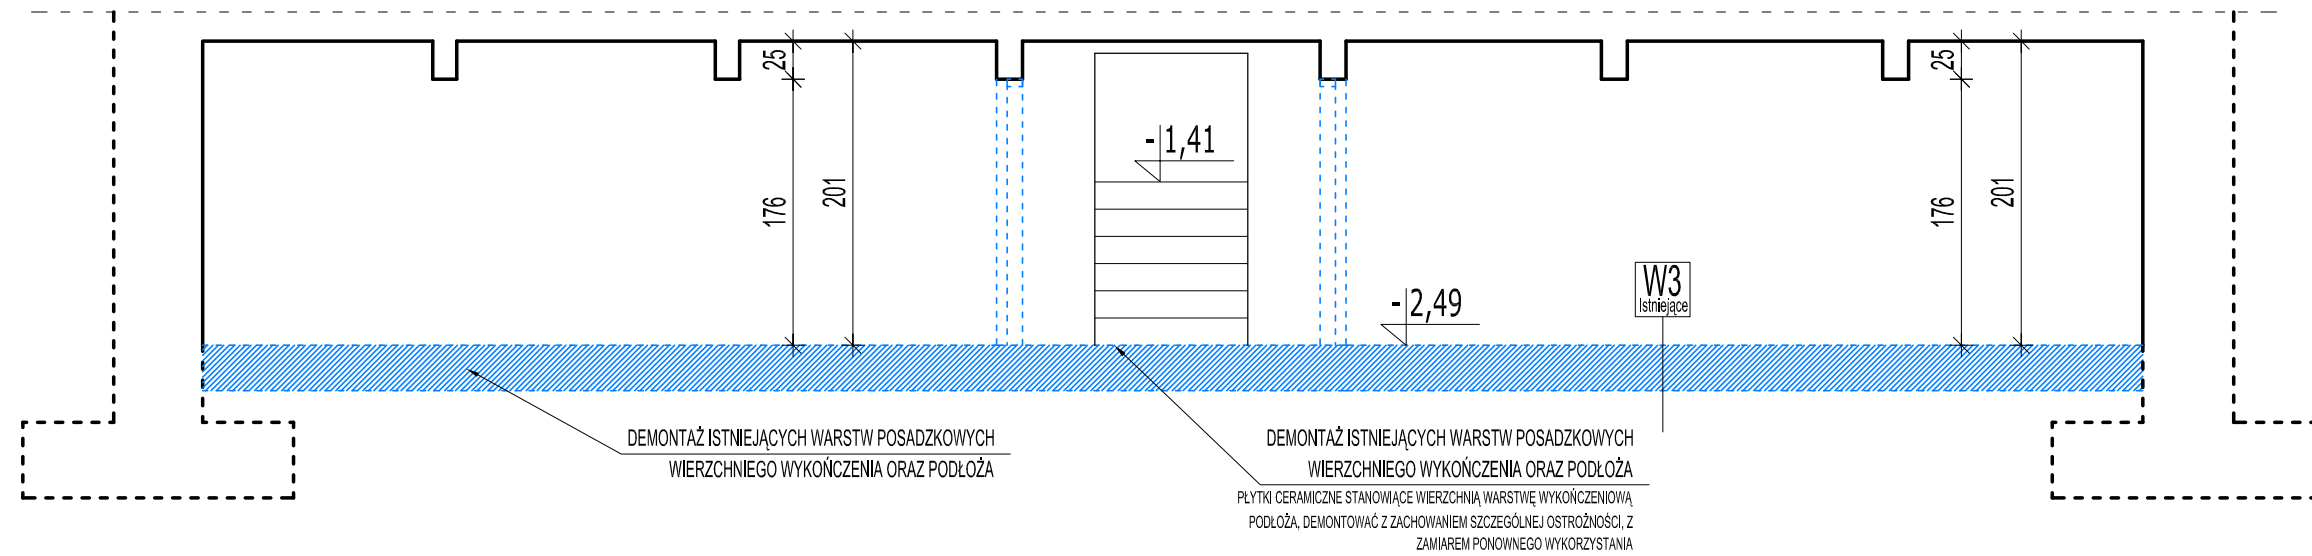 25
25
-1,41
176
201
176
201
W3
Istniejące
-2,49
DEMONTAŻ ISTNIEJĄCYCH WARSTW POSADZKOWYCH
WIERZCHNIEGO WYKOŃCZENIA ORAZ PODŁOŻA
DEMONTAŻ ISTNIEJĄCYCH WARSTW POSADZKOWYCH
WIERZCHNIEGO WYKOŃCZENIA ORAZ PODŁOŻA
PŁYTKI CERAMICZNE STANOWIĄCE WIERZCHNIĄ WARSTWĘ WYKOŃCZENIOWĄ
PODŁOŻA, DEMONTOWAĆ Z ZACHOWANIEM SZCZEGÓLNEJ OSTROŻNOŚCI, Z
ZAMIAREM PONOWNEGO WYKORZYSTANIA